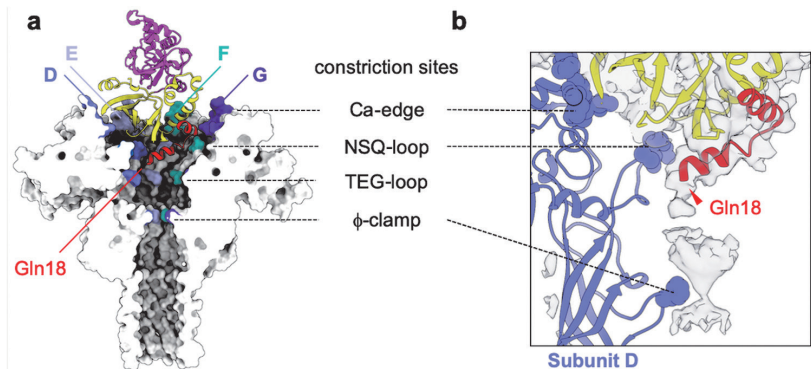 a
b
E
F
D
G
constriction sites
Ca-edge
NSQ-loop
TEG-loop
ϕ-clamp
Gln18
Gln18
Subunit D